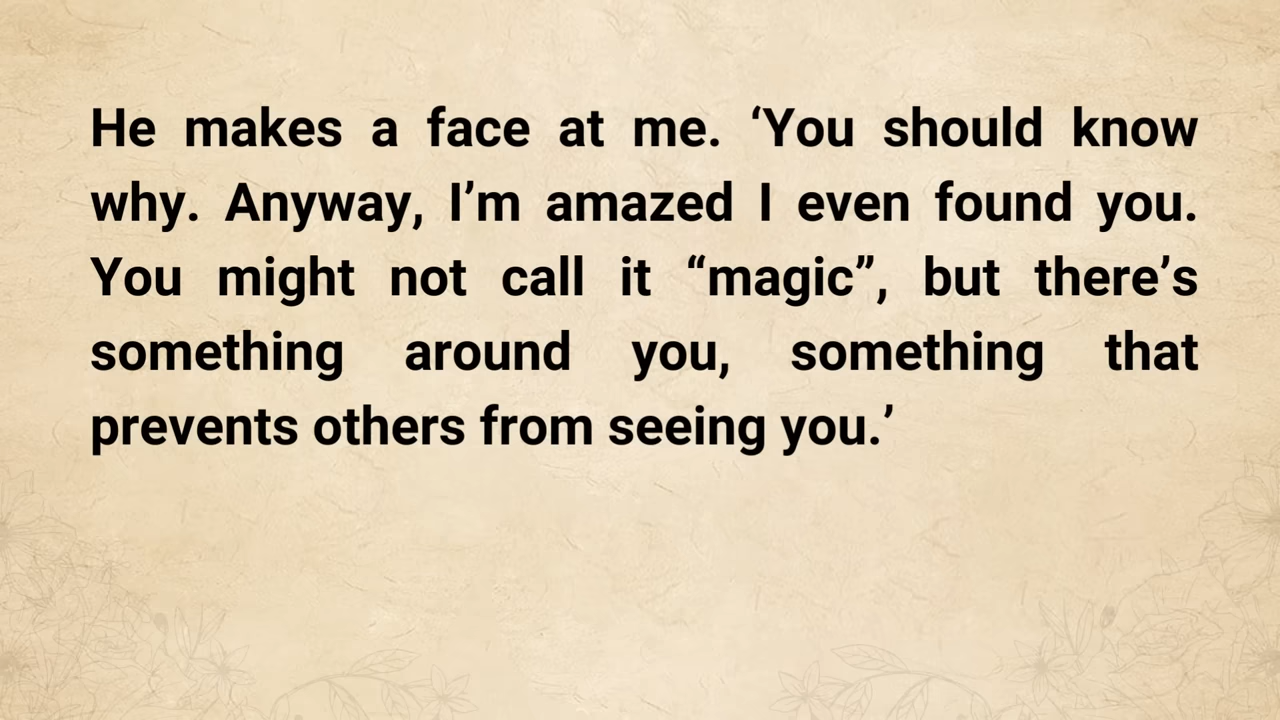 He makes a face at me. ‘You should know
why. Anyway, I’m amazed I even found you.
You might not call it “magic”, but there’s
something around you, something that
prevents others from seeing you.’